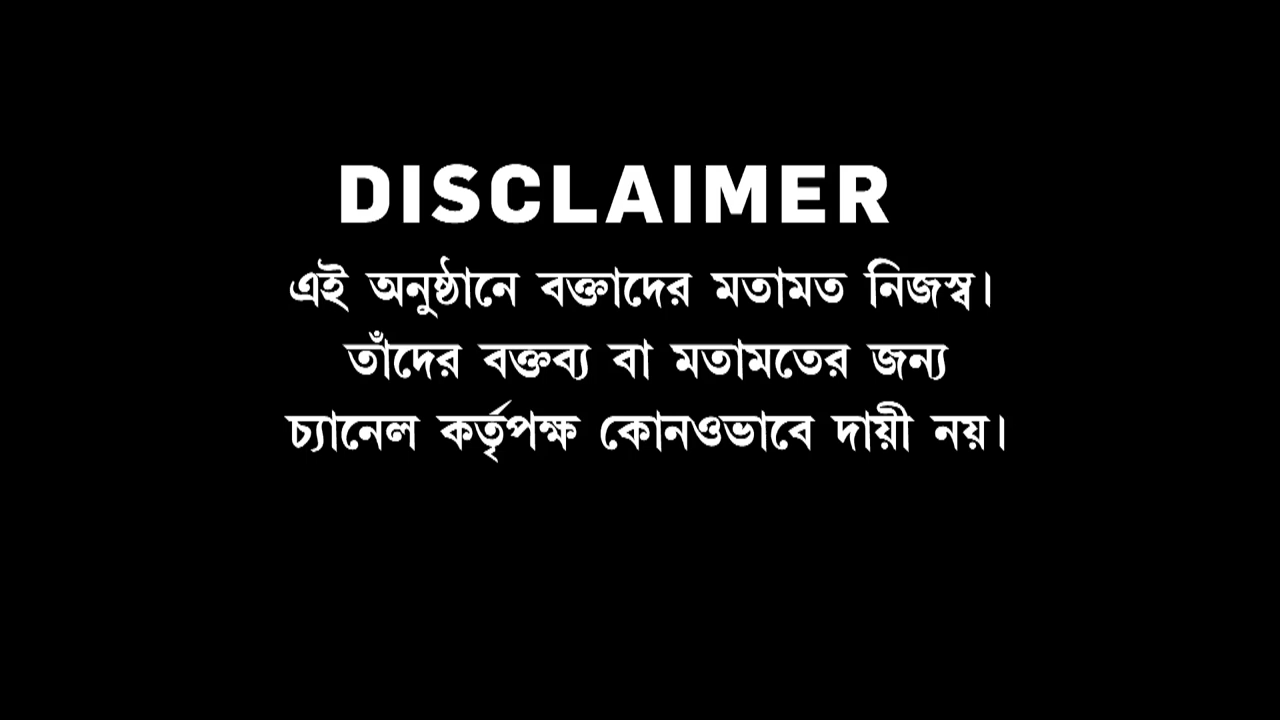 DISCLAIMER
এই অনুষ্ঠানে বক্তাদের মতামত নিজস্ব।
তাঁদের বক্তব্য বা মতামতের জন্য
চ্যানেল কর্তৃপক্ষ কোনওভাবে দায়ী নয়।